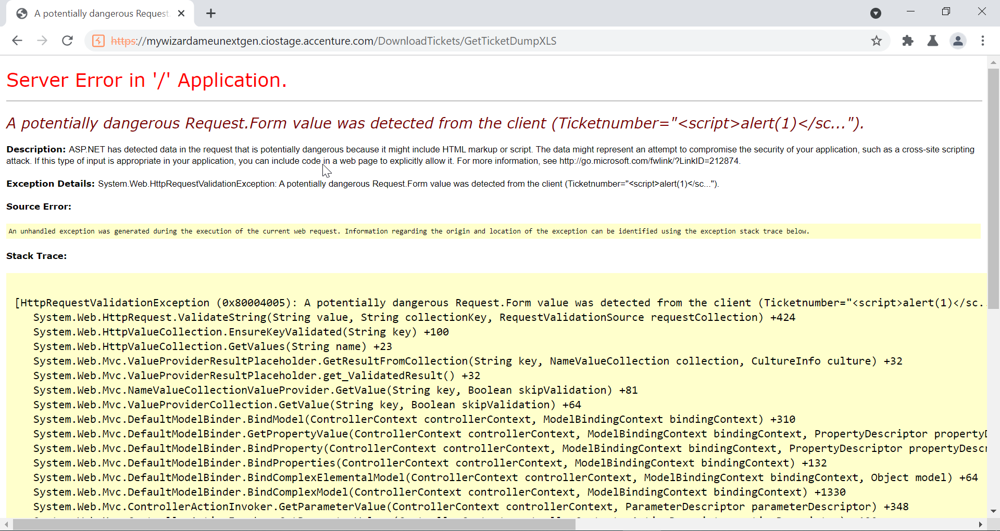 A potentially dangerous Request
https://mywizardameunextgen.ciostage.accenture.com/DownloadTickets/GetTicketDumpXLS
Server Error in '/' Application.
A potentially dangerous Request.Form value was detected from the client (Ticketnumber="<script>alert(1)</sc...").
Description: ASP.NET has detected data in the request that is potentially dangerous because it might include HTML markup or script. The data might represent an attempt to compromise the security of your application, such as a cross-site scripting
attack. If this type of input is appropriate in your application, you can include code in a web page to explicitly allow it. For more information, see http://go.microsoft.com/fwlink/?LinkID=212874.
Exception Details: System.Web.HttpRequestValidationException: A potentially dangerous Request.Form value was detected from the client (Ticketnumber="<script>alert(1)</sc...").
Source Error:
An unhandled exception was generated during the execution of the current web request. Information regarding the origin and location of the exception can be identified using the exception stack trace below.
Stack Trace:
[HttpRequestValidationException (0x80004005): A potentially dangerous Request.Form value was detected from the client (Ticketnumber="<script>alert(1)</sc.
System.Web.HttpRequest.ValidateString(String value, String collectionKey, RequestValidationSource requestCollection) +424
System.Web.HttpValueCollection.EnsureKeyValidated(String key) +100
System.Web.HttpValueCollection.GetValues(String name) +23
System.Web.Mvc.ValueProviderResultPlaceholder.GetResultFromCollection(String key, NameValueCollection collection, CultureInfo culture) +32
System.Web.Mvc.ValueProviderResultPlaceholder.get_ValidatedResult() +32
System.Web.Mvc.NameValueCollectionValueProvider.GetValue(String key, Boolean skipValidation) +81
System.Web.Mvc.ValueProviderCollection.GetValue(String key, Boolean skipValidation) +64
System.Web.Mvc.DefaultModelBinder.BindModel(ControllerContext controllerContext, ModelBindingContext bindingContext) +310
System.Web.Mvc.DefaultModelBinder.GetPropertyValue(ControllerContext controllerContext, ModelBindingContext bindingContext, PropertyDescriptor property
System.Web.Mvc.DefaultModelBinder.BindProperty(ControllerContext controllerContext, ModelBindingContext bindingContext, PropertyDescriptor propertyDesc
System.Web.Mvc.DefaultModelBinder.BindProperties(ControllerContext controllerContext, ModelBindingContext bindingContext) +132
System.Web.Mvc.DefaultModelBinder.BindComplexElementalModel(ControllerContext controllerContext, ModelBindingContext bindingContext, Object model) +64
System.Web.Mvc.DefaultModelBinder.BindComplexModel(ControllerContext controllerContext, ModelBindingContext bindingContext) +1330
System.Web.Mvc.ControllerActionInvoker.GetParameterValue(ControllerContext controllerContext, ParameterDescriptor parameterDescriptor) +348